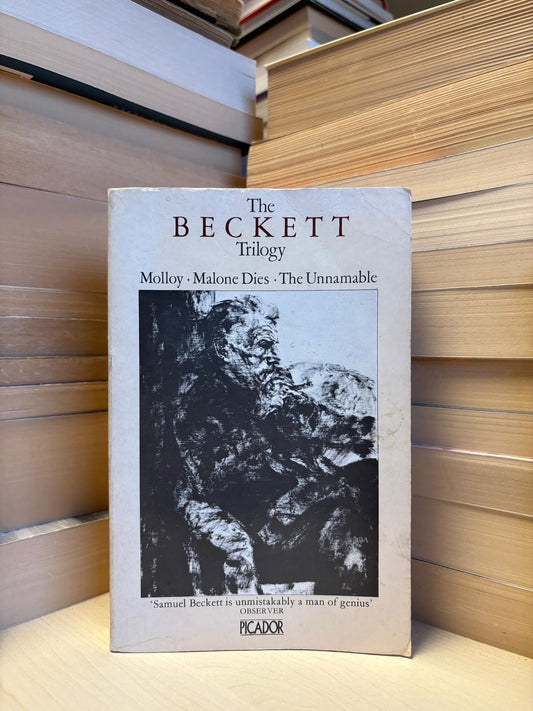 The
BECKETT
Trilogy
Molloy · Malone Dies · The Unnamable
‘Samuel Beckett is unmistakably a man of genius’
OBSERVER
PICADOR